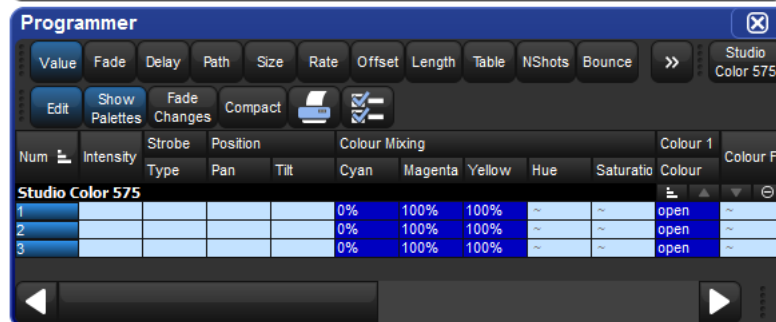 Programmer
Value Fade Delay Path Size Rate Offset Length Table NShots Bounce » Studio Color 575
Edit Show Palettes Fade Changes Compact
Num Intensity Strobe Position Colour Mixing Colour 1 Colour F
Type Pan Tilt Cyan Magenta Yellow Hue Saturatio Colour
Studio Color 575
1 0% 100% 100% ~ ~ open ~
2 0% 100% 100% ~ ~ open ~
3 0% 100% 100% ~ ~ open ~